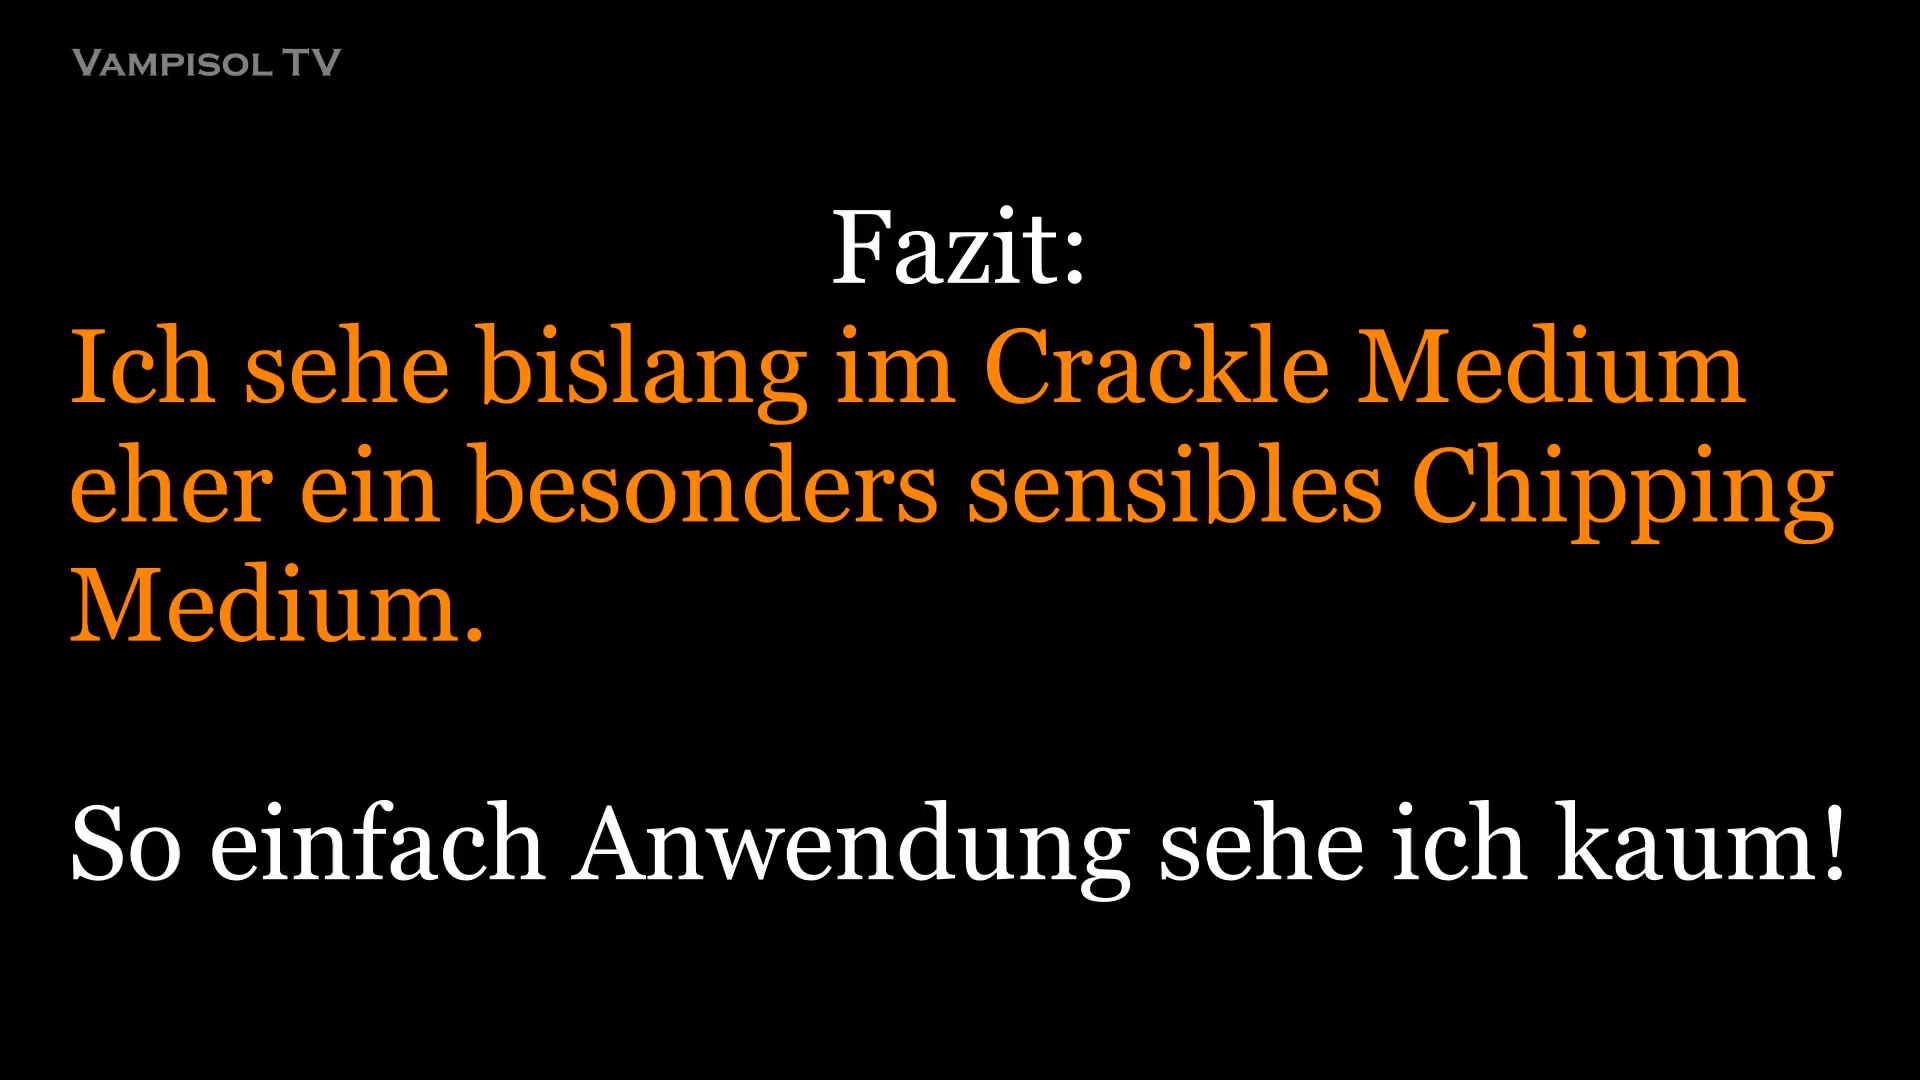 Vampisol TV
Fazit:
Ich sehe bislang im Crackle Medium
eher ein besonders sensibles Chipping
Medium.
So einfach Anwendung sehe ich kaum!